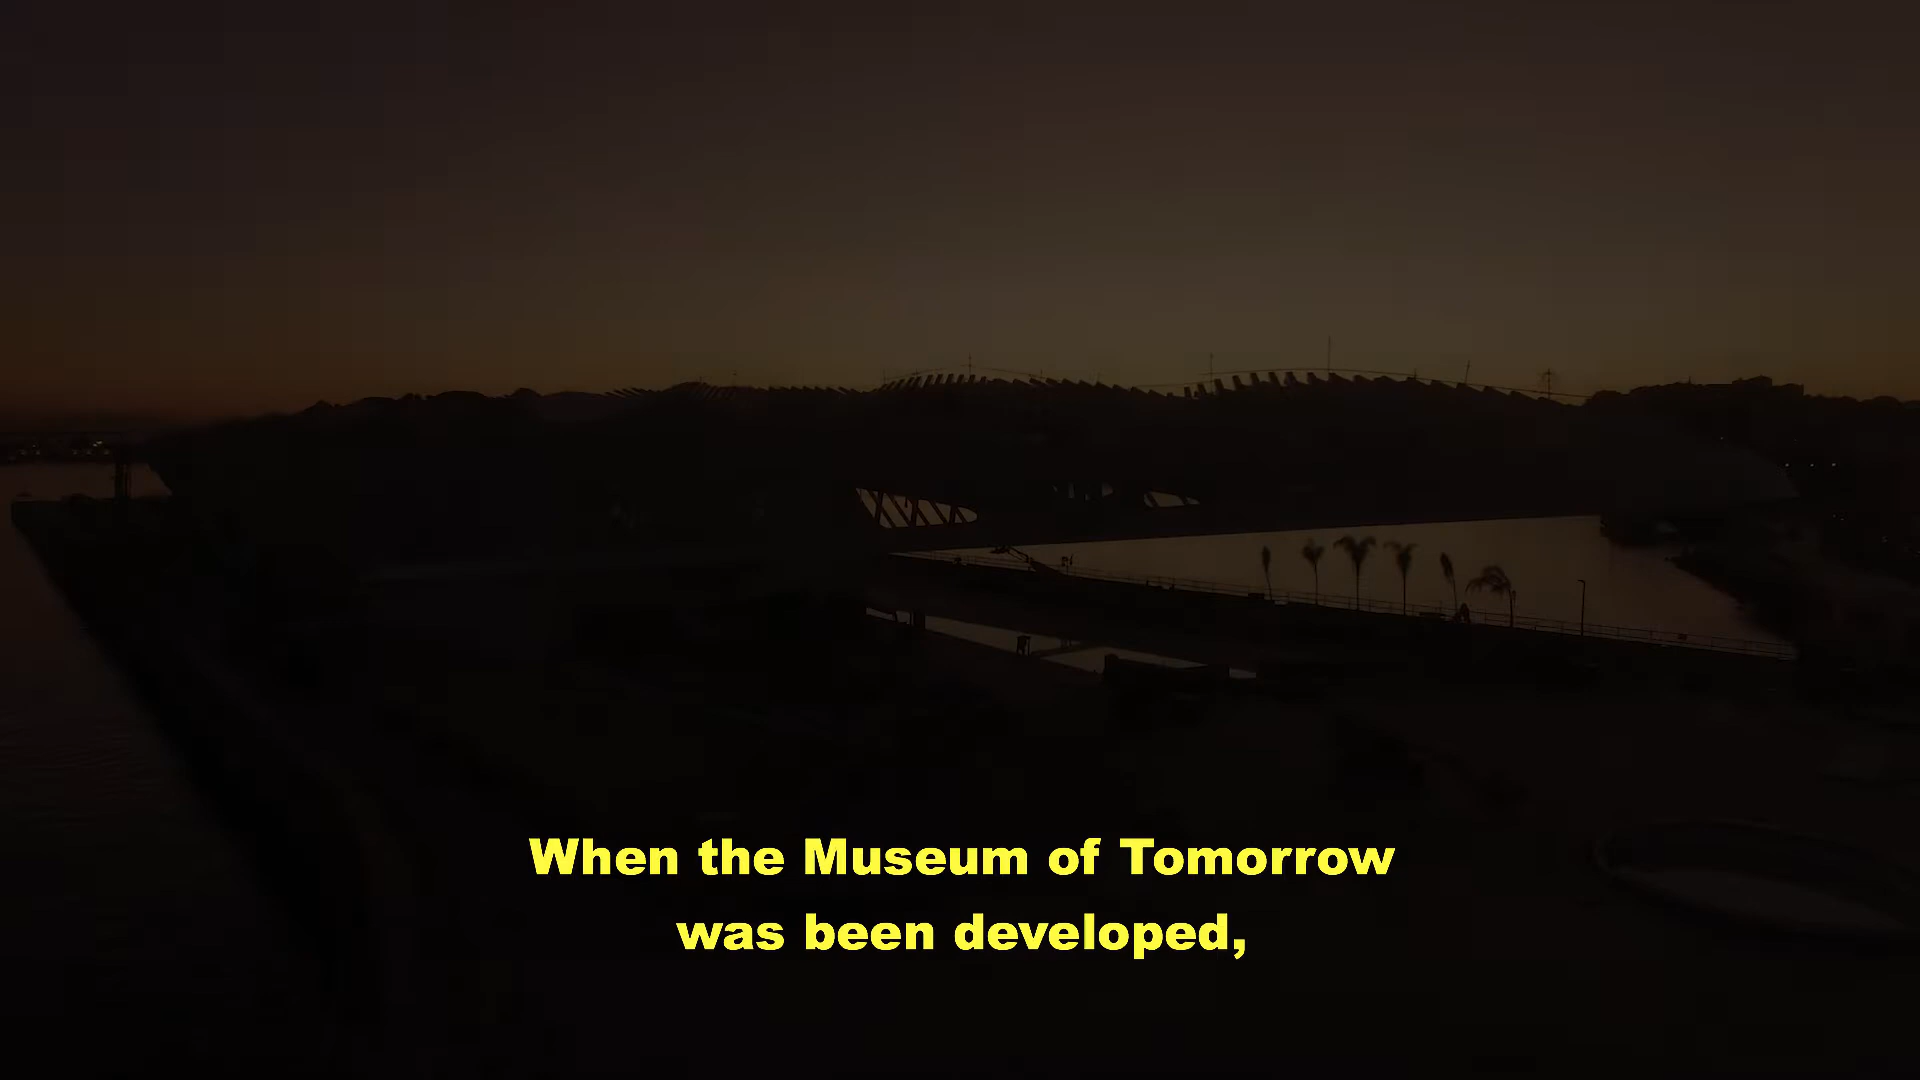 When the Museum of Tomorrow
was been developed,